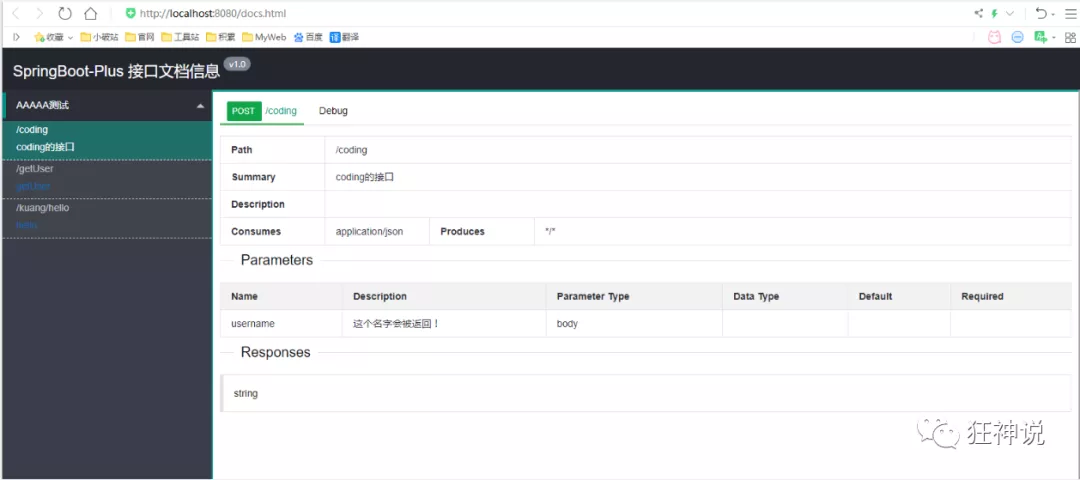 http://localhost:8080/docs.html
收藏 小破站 官网 工具站 积累 MyWeb 百度 翻译
SpringBoot-Plus 接口文档信息 v1.0
AAAAA测试
/coding
coding的接口
/getUser
getUser
/kuang/hello
hello
POST /coding Debug
Path /coding
Summary coding的接口
Description
Consumes application/json Produces */*
Parameters
Name Description Parameter Type Data Type Default Required
username 这个名字会被返回！ body
Responses
string
狂神说